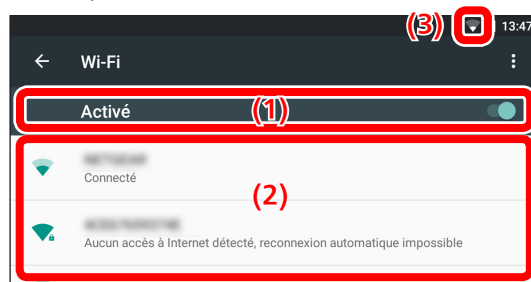 (3)
13:47
Wi-Fi
Activé
(1)
Connecté
(2)
Aucun accès à Internet détecté, reconnexion automatique impossible